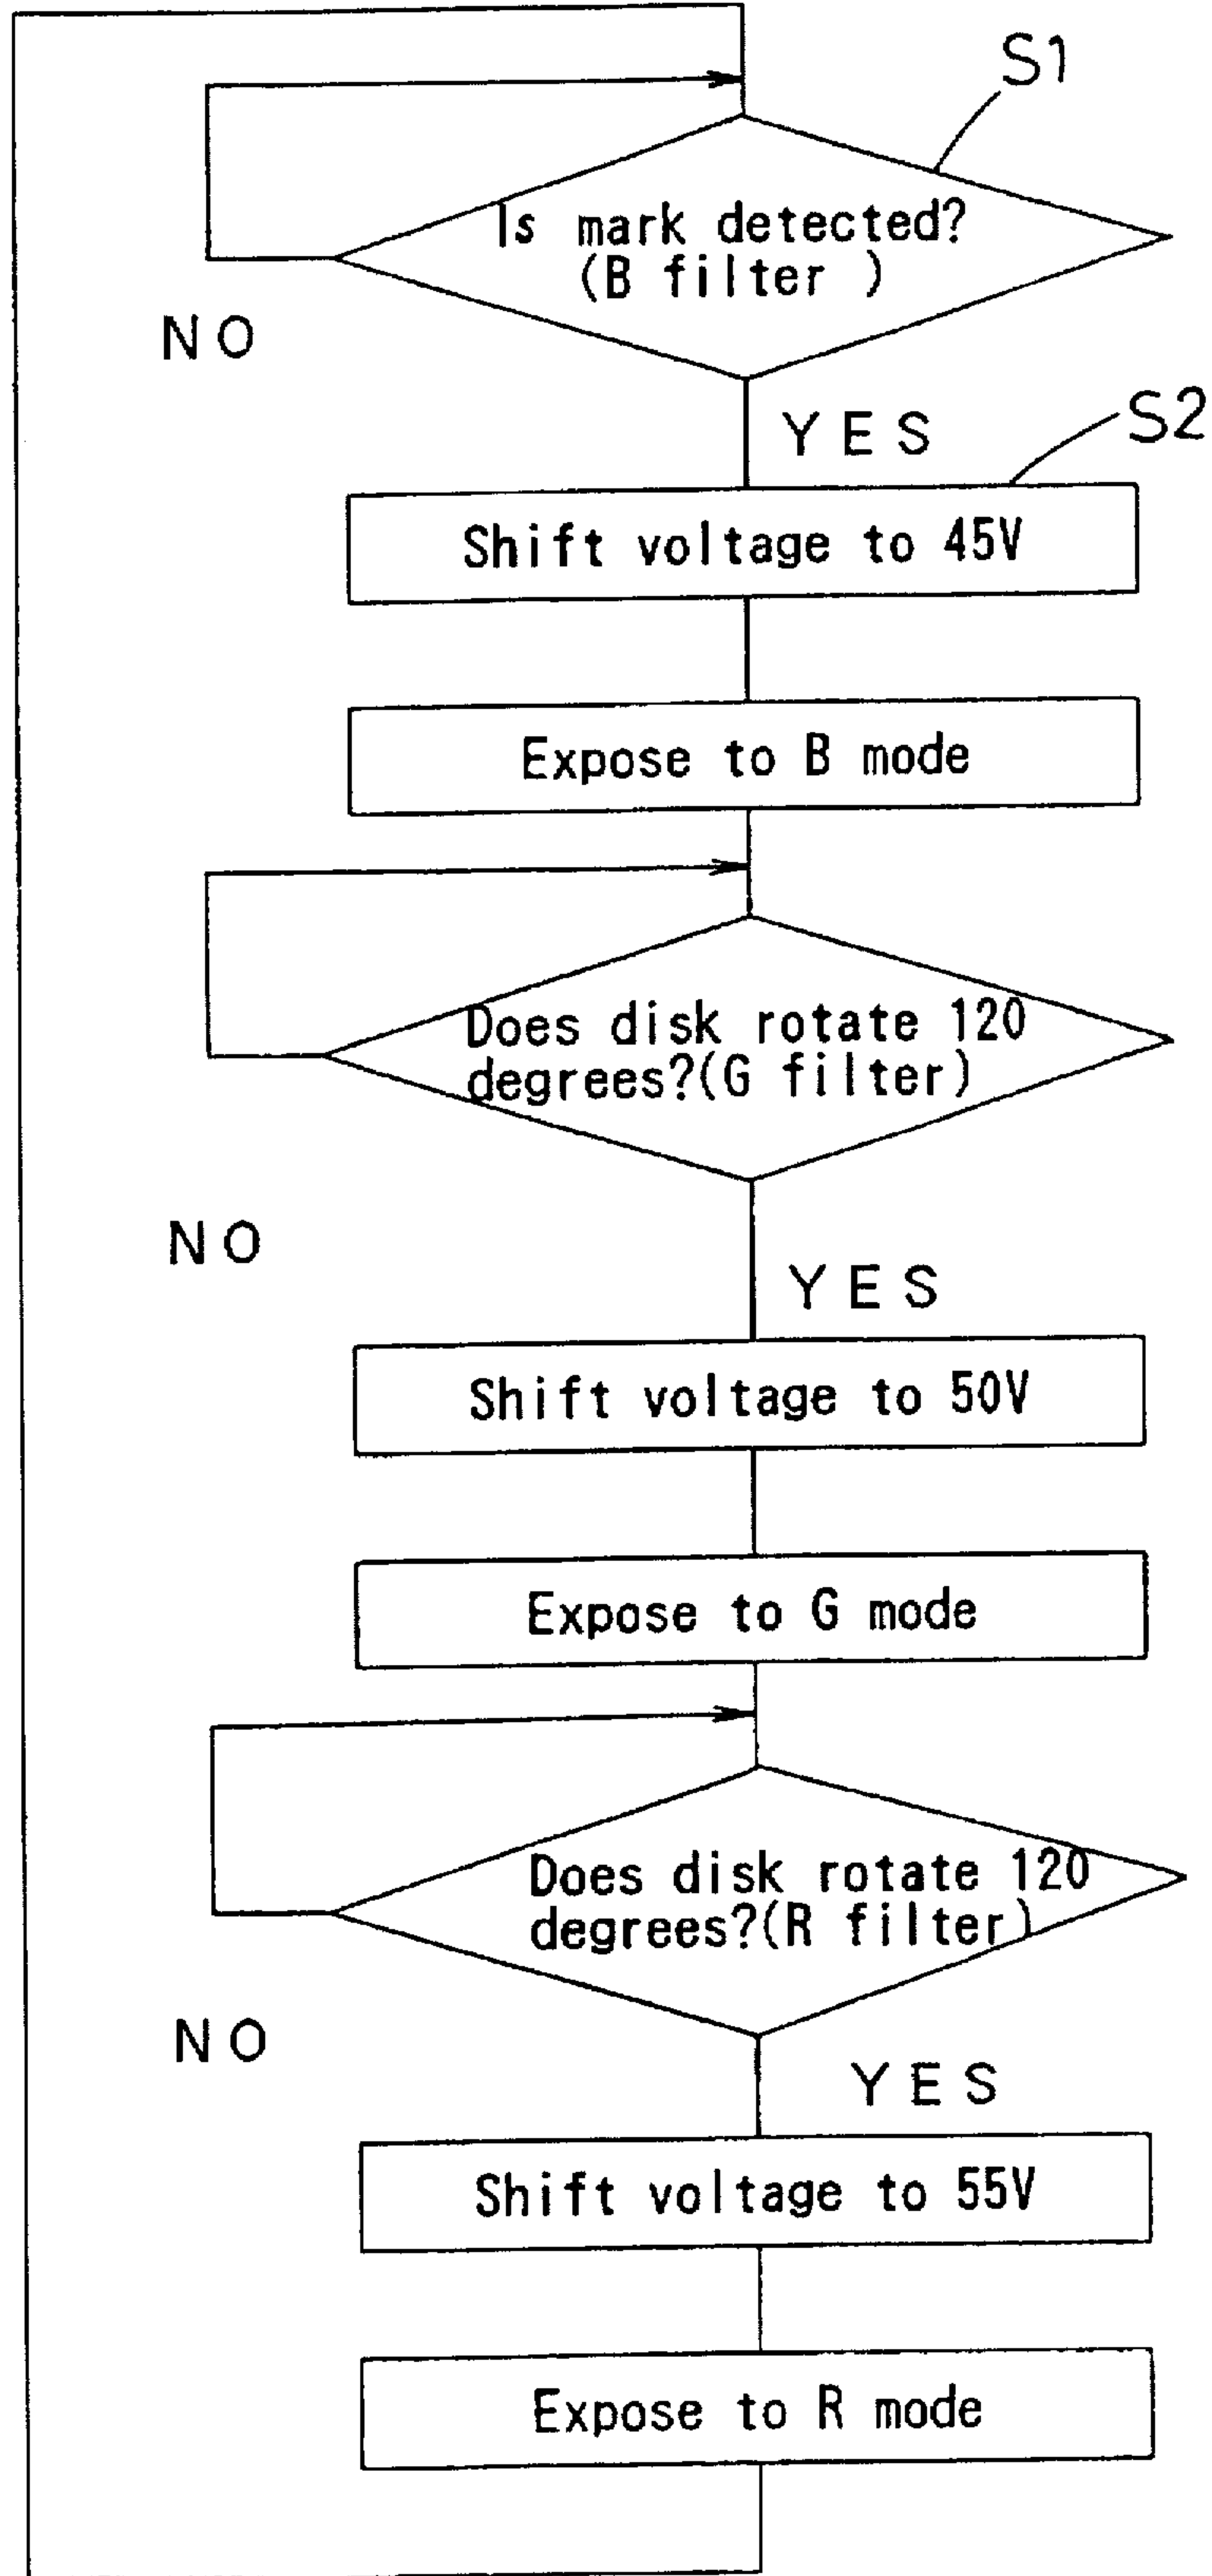 S1
Is mark detected?
(B filter )
NO
YES
S2
Shift voltage to 45V
Expose to B mode
Does disk rotate 120
degrees?(G filter)
NO
YES
Shift voltage to 50V
Expose to G mode
Does disk rotate 120
degrees?(R filter)
NO
YES
Shift voltage to 55V
Expose to R mode